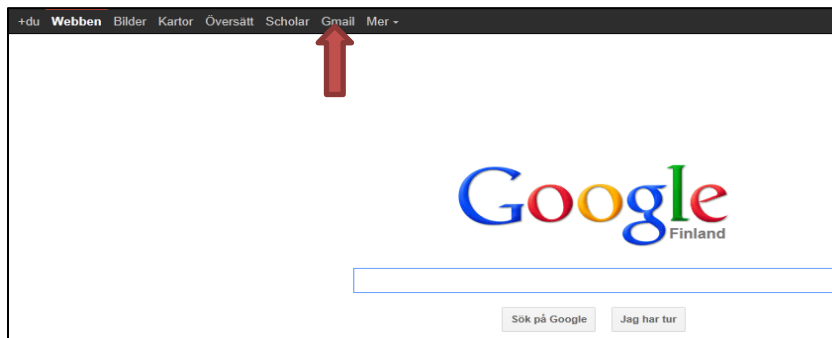 +du Webben Bilder Kartor Översätt Scholar Gmail Mer
Google
Finland
Sök på Google Jag har tur